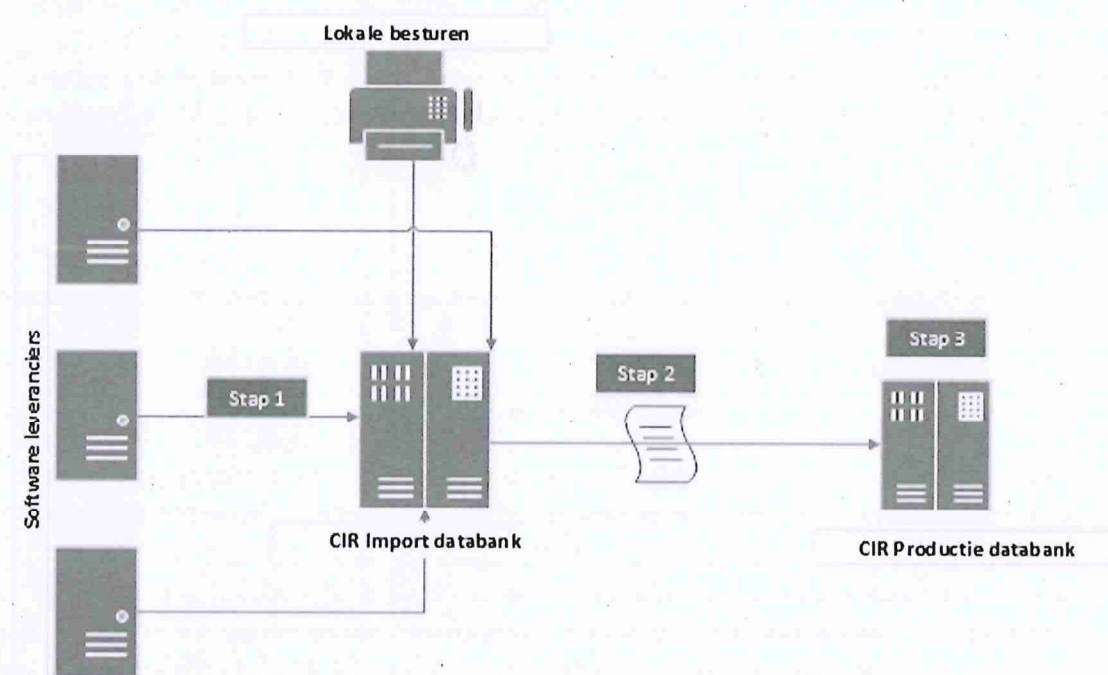 Lokale besturen
Software leveranciers
Stap 1
Stap 2
Stap 3
CIR Import databank
CIR Productie databank